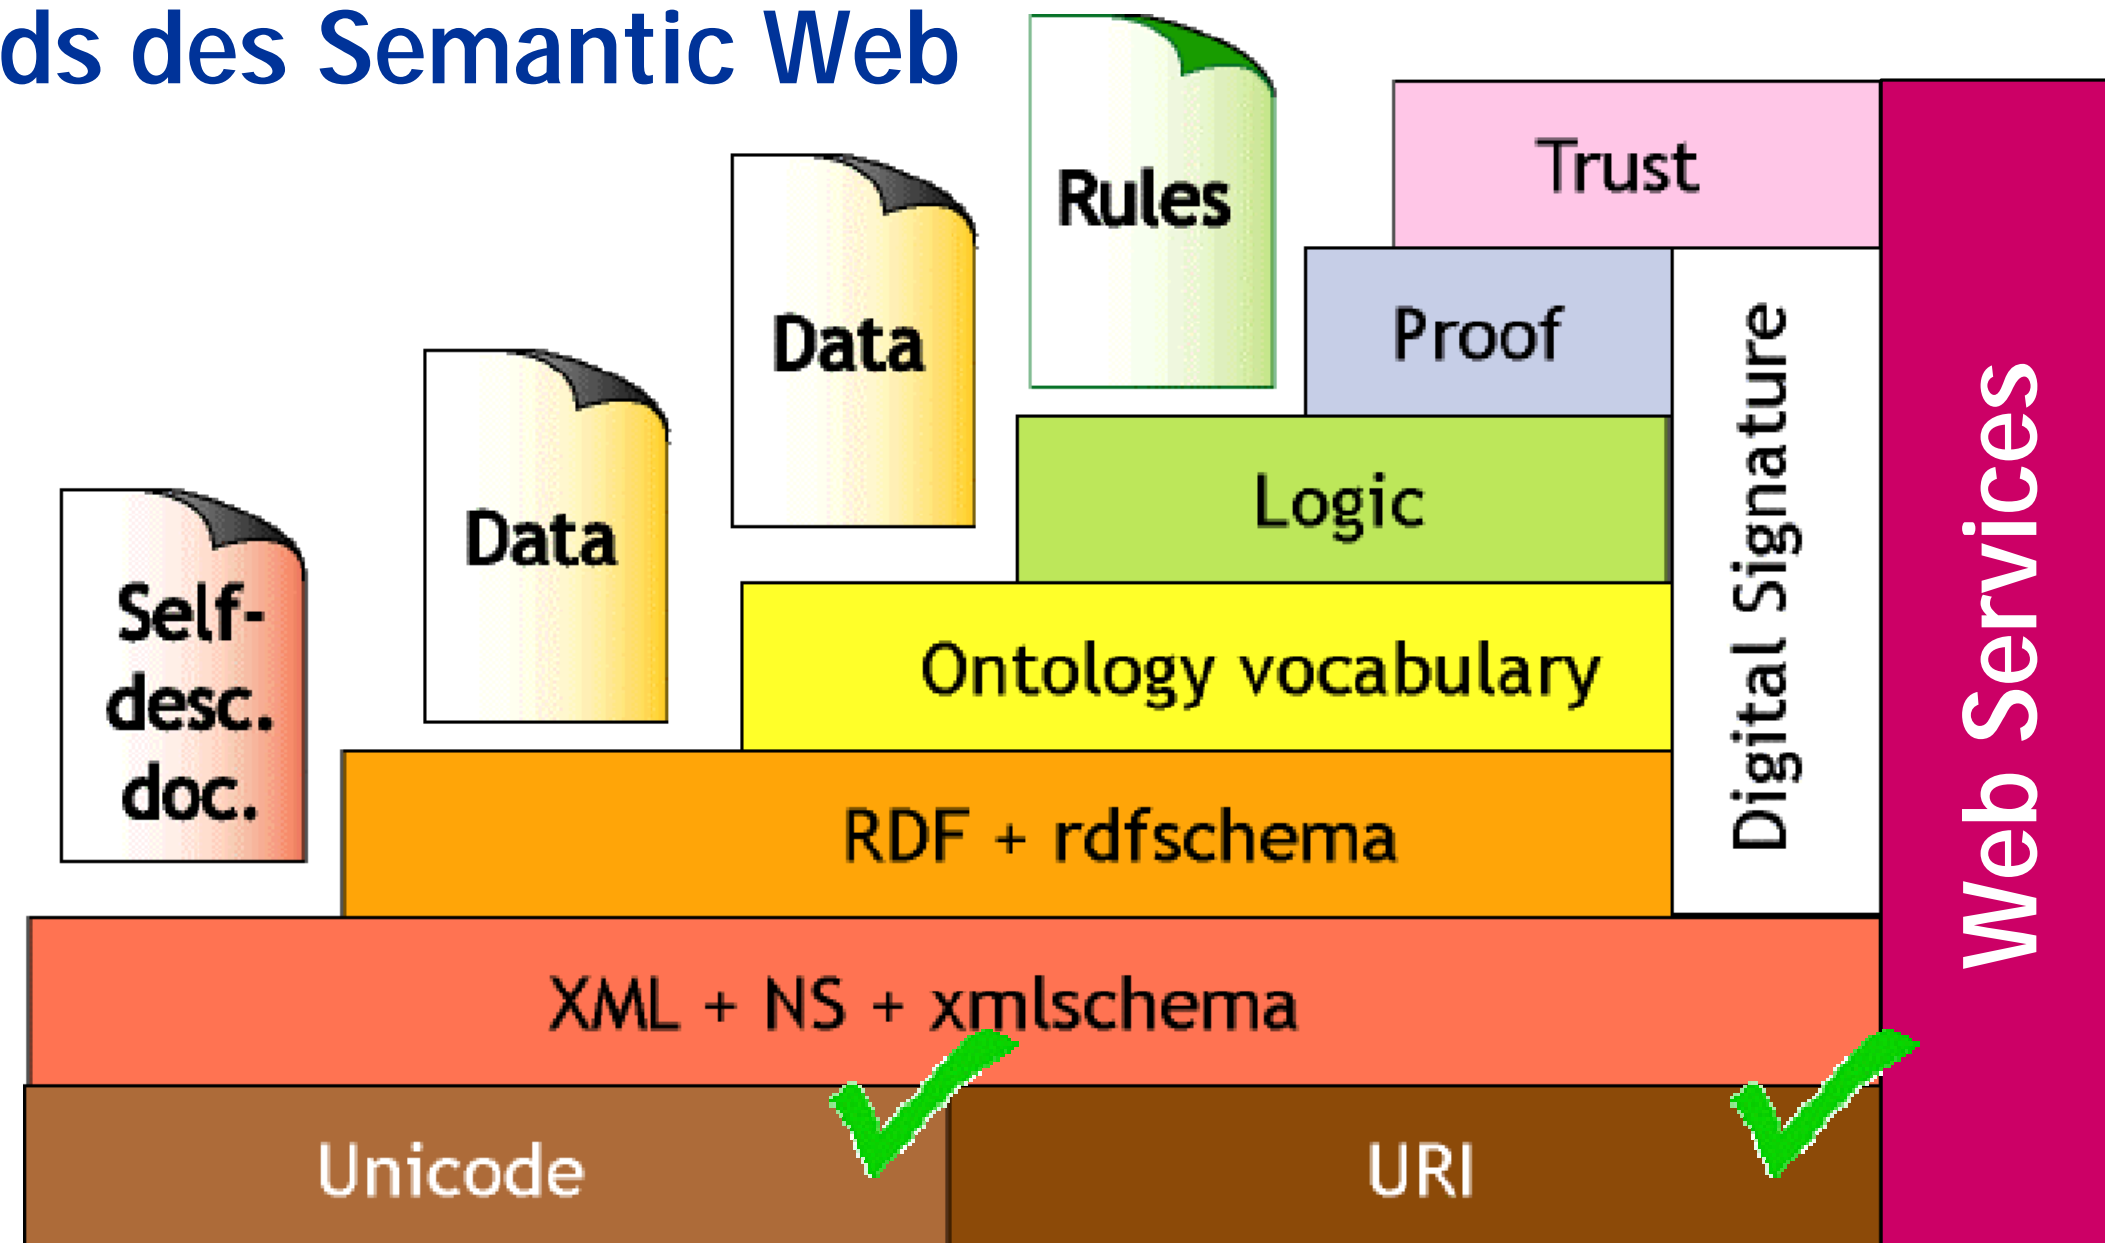 ds des Semantic Web
Rules
Trust
Data
Proof
Data
Logic
Self-
desc.
doc.
Ontology vocabulary
Digital Signature
Web Services
RDF + rdfschema
XML + NS + xmlschema
Unicode
URI